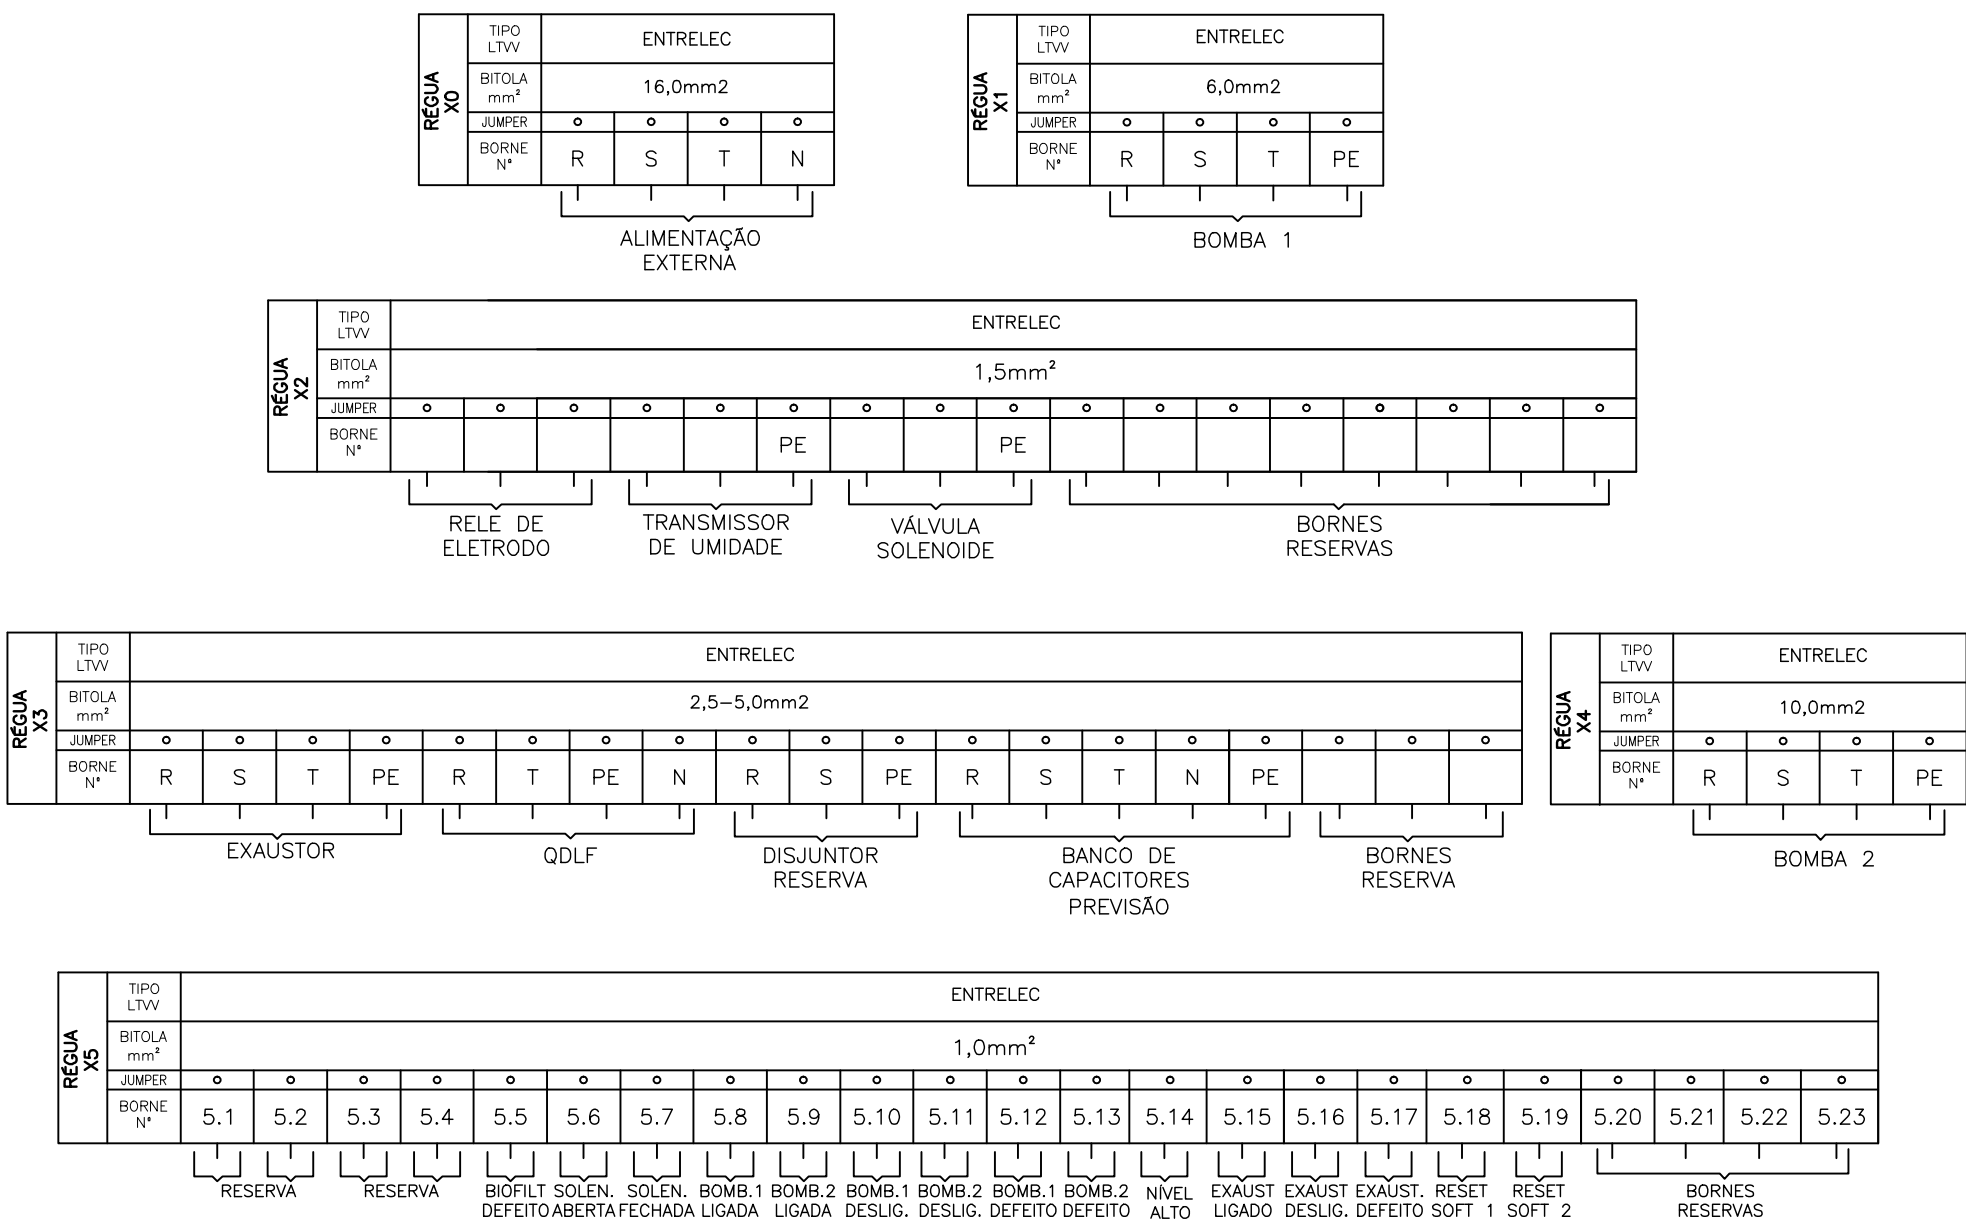 RÉGUA X0
TIPO LTVV
ENTRELEC
BITOLA mm²
16,0mm2
JUMPER
BORNE N°
R S T N
ALIMENTAÇÃO
EXTERNA
RÉGUA X1
TIPO LTVV
ENTRELEC
BITOLA mm²
6,0mm2
JUMPER
BORNE N°
R S T PE
BOMBA 1
RÉGUA X2
TIPO LTVV
ENTRELEC
BITOLA mm²
1,5mm²
JUMPER
BORNE N°
PE PE
RELE DE
ELETRODO
TRANSMISSOR
DE UMIDADE
VÁLVULA
SOLENOIDE
BORNES
RESERVAS
RÉGUA X3
TIPO LTVV
ENTRELEC
BITOLA mm²
2,5-5,0mm2
JUMPER
BORNE N°
R S T PE R T PE N R S PE R S T N PE
EXAUSTOR
QDLF
DISJUNTOR
RESERVA
BANCO DE
CAPACITORES
PREVISÃO
BORNES
RESERVA
RÉGUA X4
TIPO LTVV
ENTRELEC
BITOLA mm²
10,0mm2
JUMPER
BORNE N°
R S T PE
BOMBA 2
RÉGUA X5
TIPO LTVV
ENTRELEC
BITOLA mm²
1,0mm²
JUMPER
BORNE N°
5.1 5.2 5.3 5.4 5.5 5.6 5.7 5.8 5.9 5.10 5.11 5.12 5.13 5.14 5.15 5.16 5.17 5.18 5.19 5.20 5.21 5.22 5.23
RESERVA
RESERVA
BIOFILT
DEFEITO
SOLEN.
ABERTA
SOLEN.
FECHADA
BOMB.1
LIGADA
BOMB.2
LIGADA
BOMB.1
DESLIG.
BOMB.2
DESLIG.
BOMB.1
DEFEITO
BOMB.2
DEFEITO
NÍVEL
ALTO
EXAUST
LIGADO
EXAUST
DESLIG.
EXAUST.
DEFEITO
RESET
SOFT 1
RESET
SOFT 2
BORNES
RESERVAS